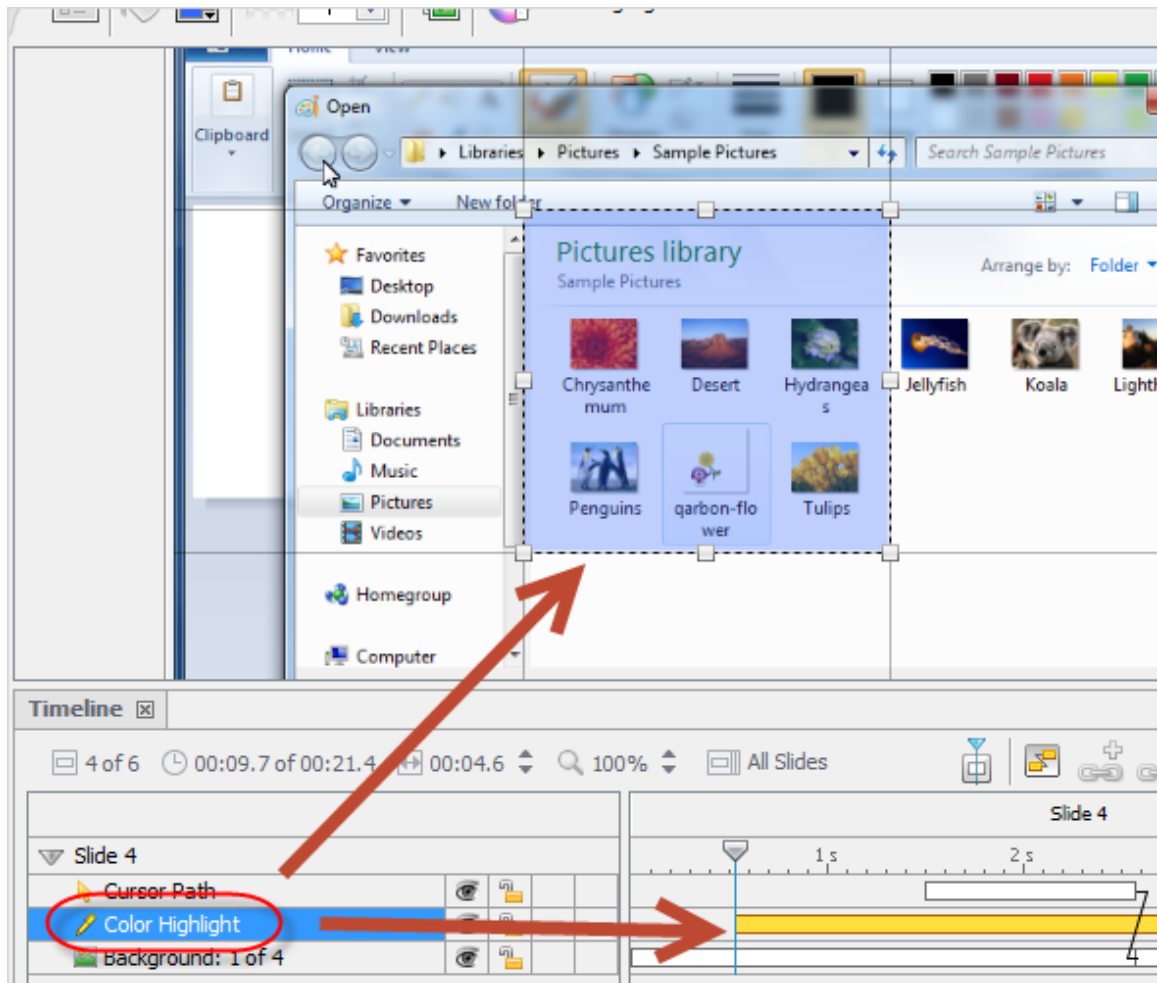 Home View
Clipboard
Open
Libraries Pictures Sample Pictures
Search Sample Pictures
Organize New folder
Favorites
Desktop
Downloads
Recent Places
Libraries
Documents
Music
Pictures
Videos
Homegroup
Computer
Pictures library
Sample Pictures
Arrange by: Folder
Chrysanthe
mum
Desert
Hydrangea
s
Jellyfish
Koala
Lighth
Penguins
qarbon-flo
wer
Tulips
Timeline
4 of 6 00:09.7 of 00:21.4 00:04.6 100% All Slides
Slide 4
Slide 4
1 s 2 s
Cursor Path
Color Highlight
Background: 1 of 4